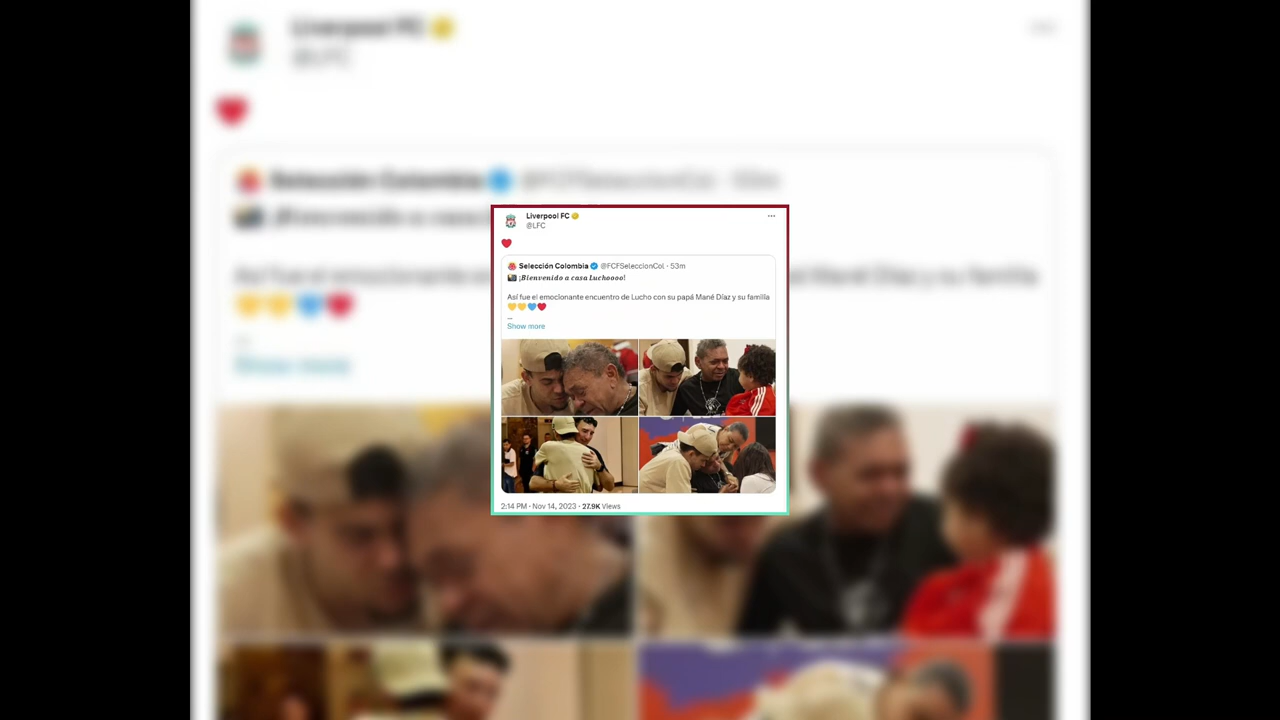 Liverpool FC
@LFC
❤️
Selección Colombia @FCFSeleccionCol · 53m
📸 ¡Bienvenido a casa Luchoooo!
Así fue el emocionante encuentro de Lucho con su papá Mané Díaz y su familia
💛💛💙❤️
...
Show more
2:14 PM · Nov 14, 2023 · 27.9K Views